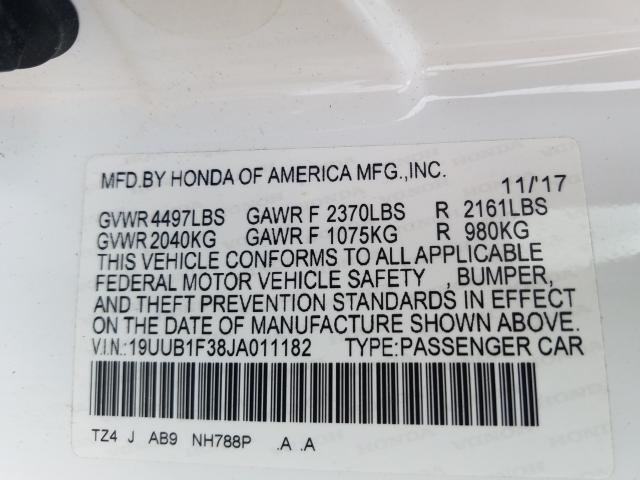 MFD.BY HONDA OF AMERICA MFG.,INC.
11/'17
GVWR 4497LBS GAWR F 2370LBS R 2161LBS
GVWR 2040KG GAWR F 1075KG R 980KG
THIS VEHICLE CONFORMS TO ALL APPLICABLE
FEDERAL MOTOR VEHICLE SAFETY , BUMPER,
AND THEFT PREVENTION STANDARDS IN EFFECT
ON THE DATE OF MANUFACTURE SHOWN ABOVE.
V.I.N.:19UUB1F38JA011182 TYPE:PASSENGER CAR
TZ4 J AB9 NH788P .A .A